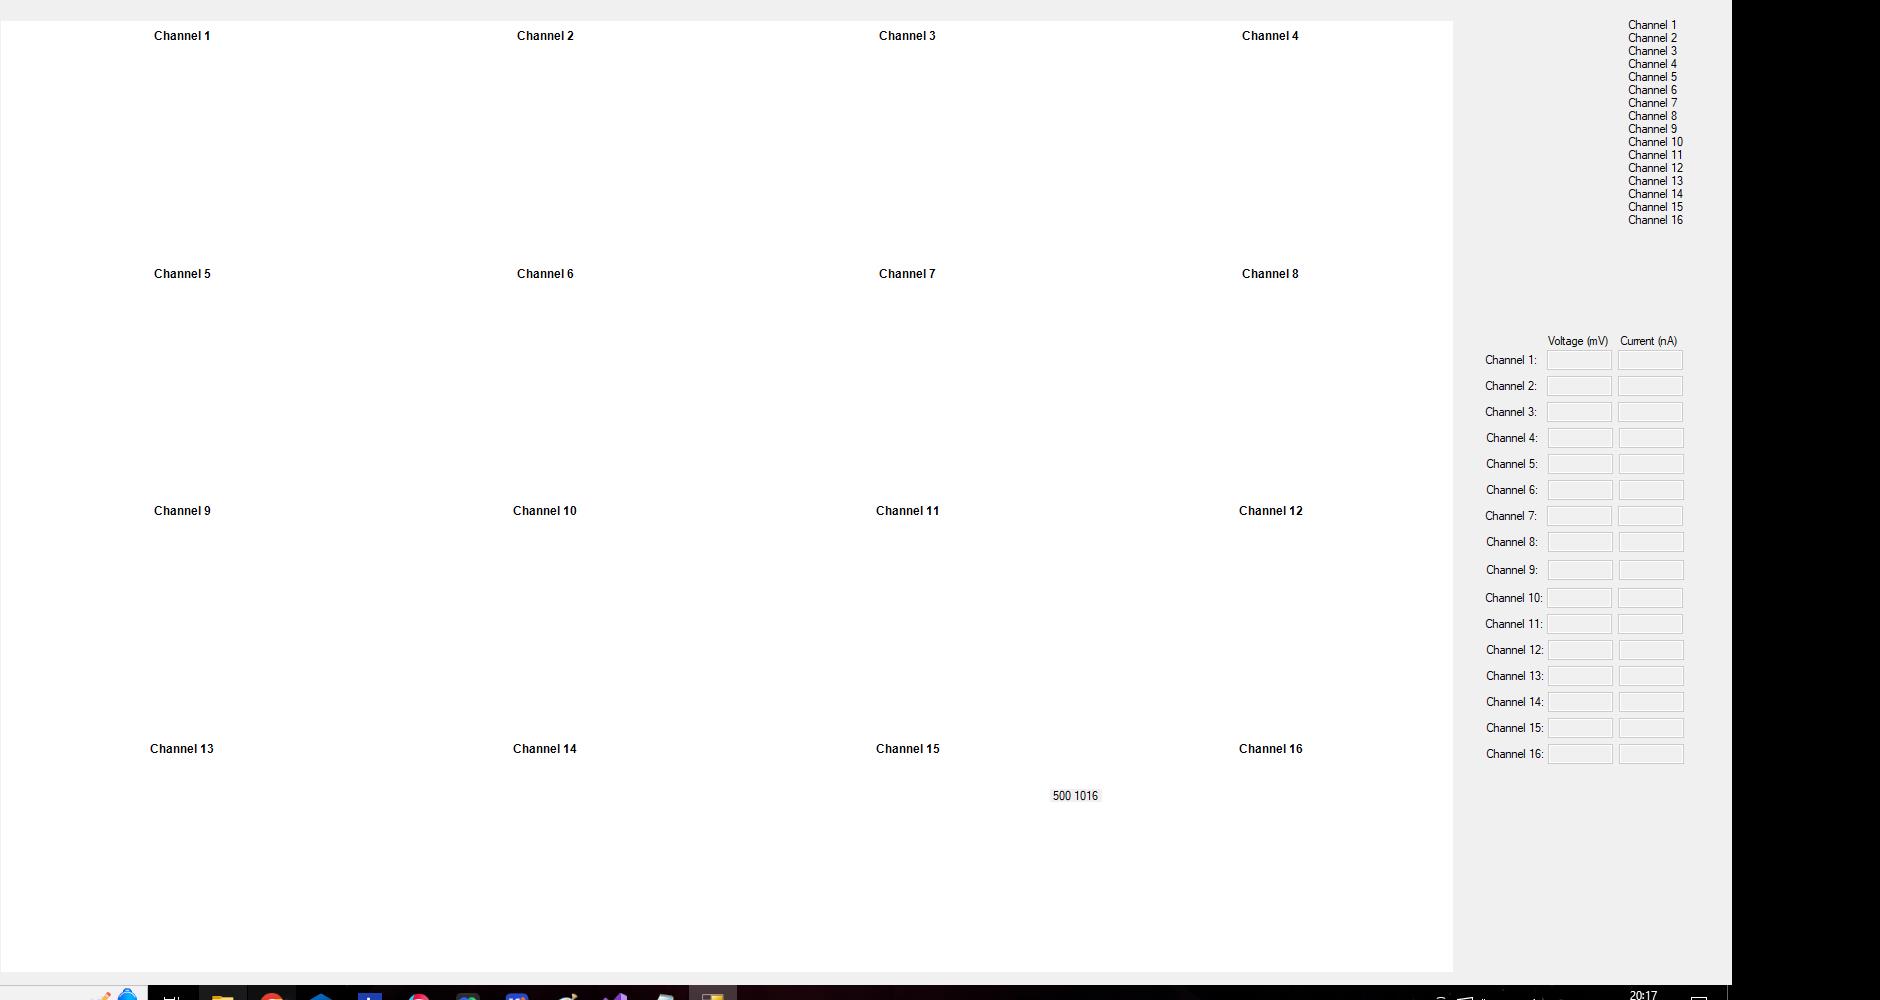 Channel 1 Channel 2 Channel 3 Channel 4
Channel 5 Channel 6 Channel 7 Channel 8
Channel 9 Channel 10 Channel 11 Channel 12
Channel 13 Channel 14 Channel 15 Channel 16
500 1016
Channel 1
Channel 2
Channel 3
Channel 4
Channel 5
Channel 6
Channel 7
Channel 8
Channel 9
Channel 10
Channel 11
Channel 12
Channel 13
Channel 14
Channel 15
Channel 16
Voltage (mV) Current (nA)
Channel 1:
Channel 2:
Channel 3:
Channel 4:
Channel 5:
Channel 6:
Channel 7:
Channel 8:
Channel 9:
Channel 10:
Channel 11:
Channel 12:
Channel 13:
Channel 14:
Channel 15:
Channel 16:
20:17